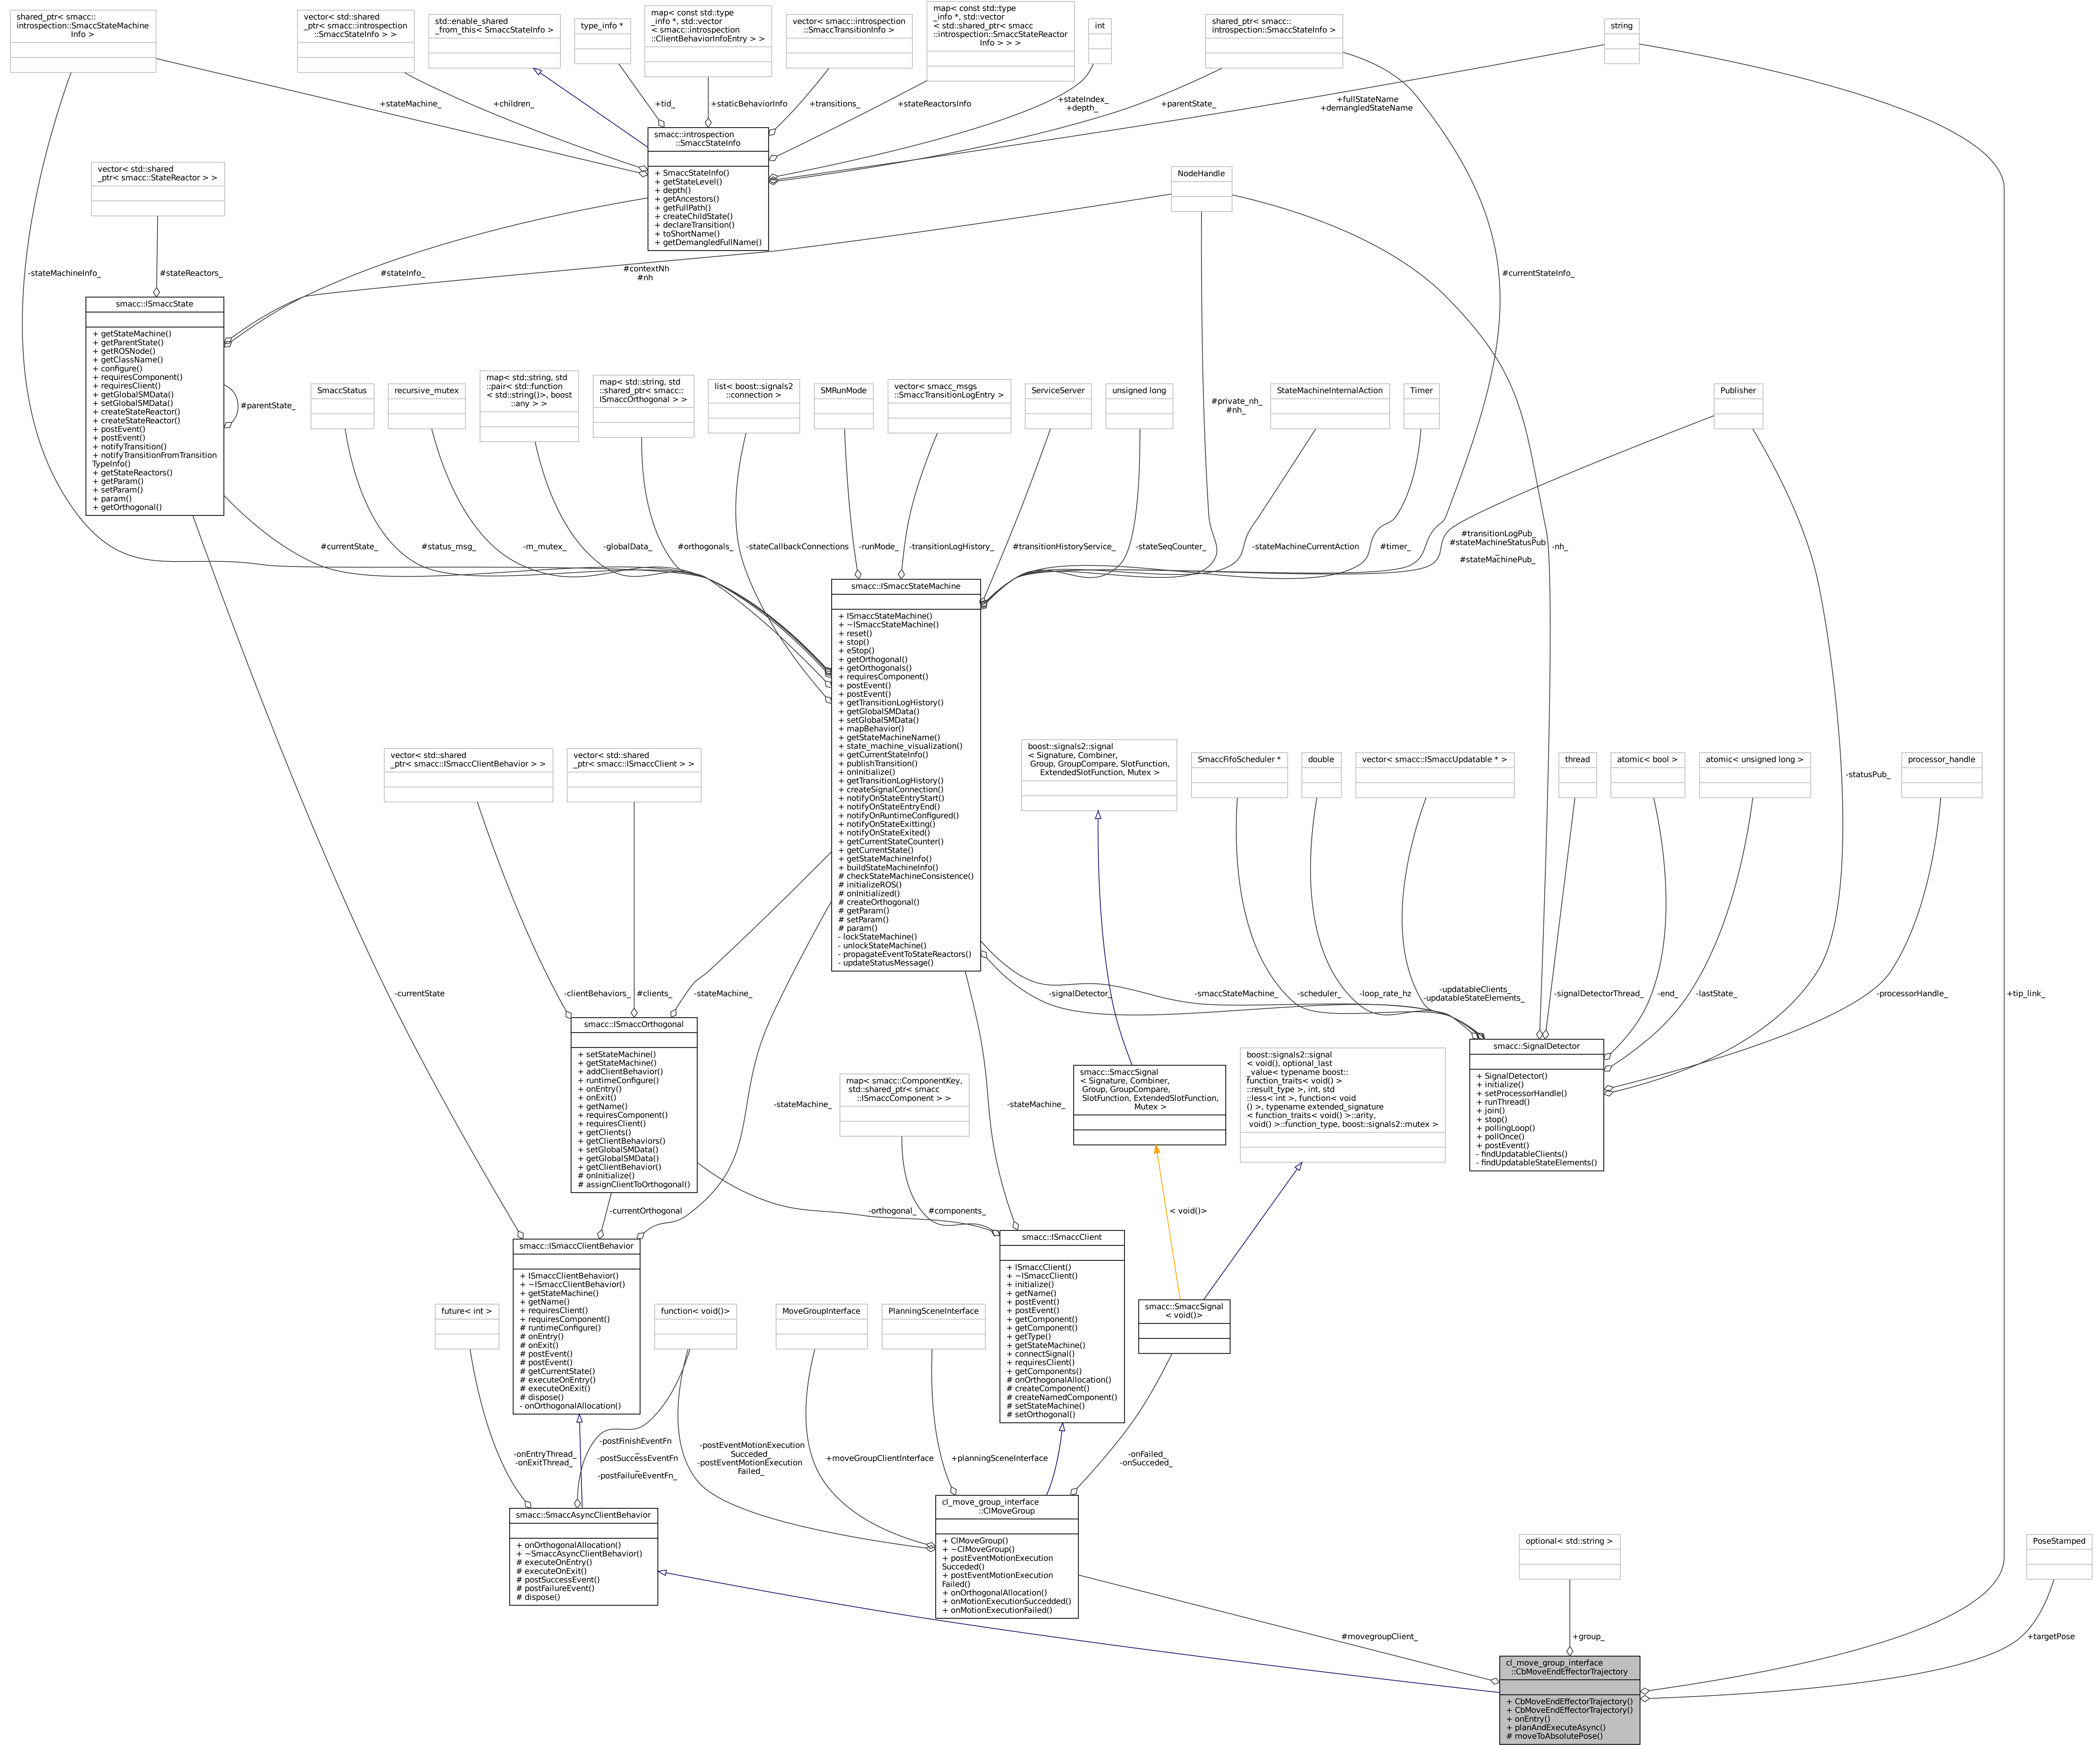 shared_ptr< smacc::
introspection::SmaccStateMachine
Info >
vector< std::shared
_ptr< smacc::introspection
::SmaccStateInfo > >
std::enable_shared
_from_this< SmaccStateInfo >
type_info *
map< const std::type
_info *, std::vector
< smacc::introspection
::ClientBehaviorInfoEntry > >
vector< smacc::introspection
::SmaccTransitionInfo >
map< const std::type
_info *, std::vector
< std::shared_ptr< smacc
::introspection::SmaccStateReactor
Info > > >
int
shared_ptr< smacc::
introspection::SmaccStateInfo >
string
+stateMachine_
+children_
+tid_
+staticBehaviorInfo
+transitions_
+stateReactorsInfo
+stateIndex_
+depth_
+parentState_
+fullStateName
+demangledStateName
smacc::introspection
::SmaccStateInfo
+ SmaccStateInfo()
+ getStateLevel()
+ depth()
+ getAncestors()
+ getFullPath()
+ createChildState()
+ declareTransition()
+ toShortName()
+ getDemangledFullName()
vector< std::shared
_ptr< smacc::StateReactor > >
NodeHandle
-stateMachineInfo_
#stateReactors_
#stateInfo_
#contextNh
#nh
#currentStateInfo_
smacc::ISmaccState
+ getStateMachine()
+ getParentState()
+ getROSNode()
+ getClassName()
+ configure()
+ requiresComponent()
+ requiresClient()
+ getGlobalSMData()
+ setGlobalSMData()
+ createStateReactor()
+ createStateReactor()
+ postEvent()
+ postEvent()
+ notifyTransition()
+ notifyTransitionFromTransition
TypeInfo()
+ getStateReactors()
+ getParam()
+ setParam()
+ param()
+ getOrthogonal()
#parentState_
SmaccStatus
recursive_mutex
map< std::string, std
::pair< std::function
< std::string()>, boost
::any > >
map< std::string, std
::shared_ptr< smacc::
ISmaccOrthogonal > >
list< boost::signals2
::connection >
SMRunMode
vector< smacc_msgs
::SmaccTransitionLogEntry >
ServiceServer
unsigned long
#private_nh_
#nh_
StateMachineInternalAction
Timer
Publisher
#currentState_
#status_msg_
-m_mutex_
-globalData_
#orthogonals_
-stateCallbackConnections
-runMode_
-transitionLogHistory_
#transitionHistoryService_
-stateSeqCounter_
-stateMachineCurrentAction
#timer_
#transitionLogPub_
#stateMachineStatusPub
_
#stateMachinePub_
-nh_
smacc::ISmaccStateMachine
+ ISmaccStateMachine()
+ ~ISmaccStateMachine()
+ reset()
+ stop()
+ eStop()
+ getOrthogonal()
+ getOrthogonals()
+ requiresComponent()
+ postEvent()
+ postEvent()
+ getTransitionLogHistory()
+ getGlobalSMData()
+ setGlobalSMData()
+ mapBehavior()
+ getStateMachineName()
+ state_machine_visualization()
+ getCurrentStateInfo()
+ publishTransition()
+ onInitialize()
+ getTransitionLogHistory()
+ createSignalConnection()
+ notifyOnStateEntryStart()
+ notifyOnStateEntryEnd()
+ notifyOnRuntimeConfigured()
+ notifyOnStateExitting()
+ notifyOnStateExited()
+ getCurrentStateCounter()
+ getCurrentState()
+ getStateMachineInfo()
+ buildStateMachineInfo()
# checkStateMachineConsistence()
# initializeROS()
# onInitialized()
# createOrthogonal()
# getParam()
# setParam()
# param()
- lockStateMachine()
- unlockStateMachine()
- propagateEventToStateReactors()
- updateStatusMessage()
vector< std::shared
_ptr< smacc::ISmaccClientBehavior > >
vector< std::shared
_ptr< smacc::ISmaccClient > >
boost::signals2::signal
< Signature, Combiner,
Group, GroupCompare, SlotFunction,
ExtendedSlotFunction, Mutex >
SmaccFifoScheduler *
double
vector< smacc::ISmaccUpdatable * >
thread
atomic< bool >
atomic< unsigned long >
processor_handle
-statusPub_
-currentState
-clientBehaviors_
#clients_
-stateMachine_
-signalDetector_
-smaccStateMachine_
-scheduler_
-loop_rate_hz
-updatableClients_
-updatableStateElements_
-signalDetectorThread_
-end_
-lastState_
-processorHandle_
+tip_link_
smacc::ISmaccOrthogonal
+ setStateMachine()
+ getStateMachine()
+ addClientBehavior()
+ runtimeConfigure()
+ onEntry()
+ onExit()
+ getName()
+ requiresComponent()
+ requiresClient()
+ getClients()
+ getClientBehaviors()
+ setGlobalSMData()
+ getGlobalSMData()
+ getClientBehavior()
# onInitialize()
# assignClientToOrthogonal()
smacc::SignalDetector
+ SignalDetector()
+ initialize()
+ setProcessorHandle()
+ runThread()
+ join()
+ stop()
+ pollingLoop()
+ pollOnce()
+ postEvent()
- findUpdatableClients()
- findUpdatableStateElements()
map< smacc::ComponentKey,
std::shared_ptr< smacc
::ISmaccComponent > >
smacc::SmaccSignal
< Signature, Combiner,
Group, GroupCompare,
SlotFunction, ExtendedSlotFunction,
Mutex >
boost::signals2::signal
< void(), optional_last
_value< typename boost::
function_traits< void() >
::result_type >, int, std
::less< int >, function< void
() >, typename extended_signature
< function_traits< void() >::arity,
void() >::function_type, boost::signals2::mutex >
-stateMachine_
-stateMachine_
-currentOrthogonal
-orthogonal_
#components_
< void()>
smacc::ISmaccClientBehavior
+ ISmaccClientBehavior()
+ ~ISmaccClientBehavior()
+ getStateMachine()
+ getName()
+ requiresClient()
+ requiresComponent()
# runtimeConfigure()
# onEntry()
# onExit()
# postEvent()
# postEvent()
# getCurrentState()
# executeOnEntry()
# executeOnExit()
# dispose()
- onOrthogonalAllocation()
smacc::ISmaccClient
+ ISmaccClient()
+ ~ISmaccClient()
+ initialize()
+ getName()
+ postEvent()
+ postEvent()
+ getComponent()
+ getComponent()
+ getType()
+ getStateMachine()
+ connectSignal()
+ requiresClient()
+ getComponents()
# onOrthogonalAllocation()
# createComponent()
# createNamedComponent()
# setStateMachine()
# setOrthogonal()
future< int >
function< void()>
MoveGroupInterface
PlanningSceneInterface
smacc::SmaccSignal
< void()>
-onEntryThread_
-onExitThread_
-postFinishEventFn
_
-postSuccessEventFn
_
-postFailureEventFn_
-postEventMotionExecution
Succeded_
-postEventMotionExecution
Failed_
+moveGroupClientInterface
+planningSceneInterface
-onFailed_
-onSucceded_
smacc::SmaccAsyncClientBehavior
+ onOrthogonalAllocation()
+ ~SmaccAsyncClientBehavior()
# executeOnEntry()
# executeOnExit()
# postSuccessEvent()
# postFailureEvent()
# dispose()
cl_move_group_interface
::ClMoveGroup
+ ClMoveGroup()
+ ~ClMoveGroup()
+ postEventMotionExecution
Succeded()
+ postEventMotionExecution
Failed()
+ onOrthogonalAllocation()
+ onMotionExecutionSuccedded()
+ onMotionExecutionFailed()
optional< std::string >
PoseStamped
#movegroupClient_
+group_
+targetPose
cl_move_group_interface
::CbMoveEndEffectorTrajectory
+ CbMoveEndEffectorTrajectory()
+ CbMoveEndEffectorTrajectory()
+ onEntry()
+ planAndExecuteAsync()
# moveToAbsolutePose()